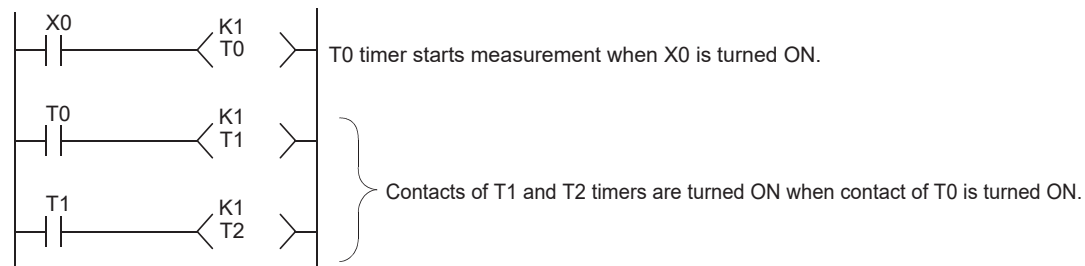 X0
K1
T0
T0 timer starts measurement when X0 is turned ON.
T0
K1
T1
Contacts of T1 and T2 timers are turned ON when contact of T0 is turned ON.
T1
K1
T2